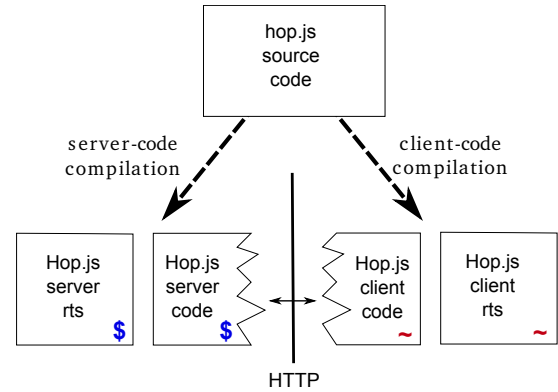 hop.js
source
code
server-code
compilation
client-code
compilation
Hop.js
server
rts
$
Hop.js
server
code
$
Hop.js
client
code
~
Hop.js
client
rts
~
HTTP